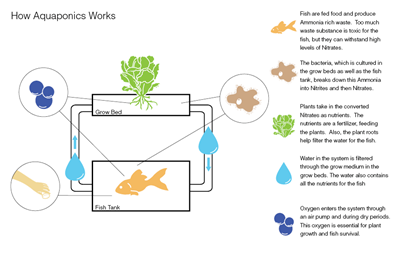 How Aquaponics Works
Grow Bed
Fish Tank
Fish are fed food and produce
Ammonia rich waste. Too much
waste substance is toxic for the
fish, but they can withstand high
levels of Nitrates.
The bacteria, which is cultured in
the grow beds as well as the fish
tank, breaks down this Ammonia
into Nitites and then Nitrates.
Plants take in the converted
Nitrates as nutrients. The
nutrients are a fertilizer, feeding
the plants. Also, the plant roots
help filter the water for the fish.
Water in the system is filtered
through the grow medium in the
grow beds. The water also contains
all the nutrients for the fish
Oxygen enters the system through
an air pump and during dry periods.
This oxygen is essential for plant
growth and fish survival.